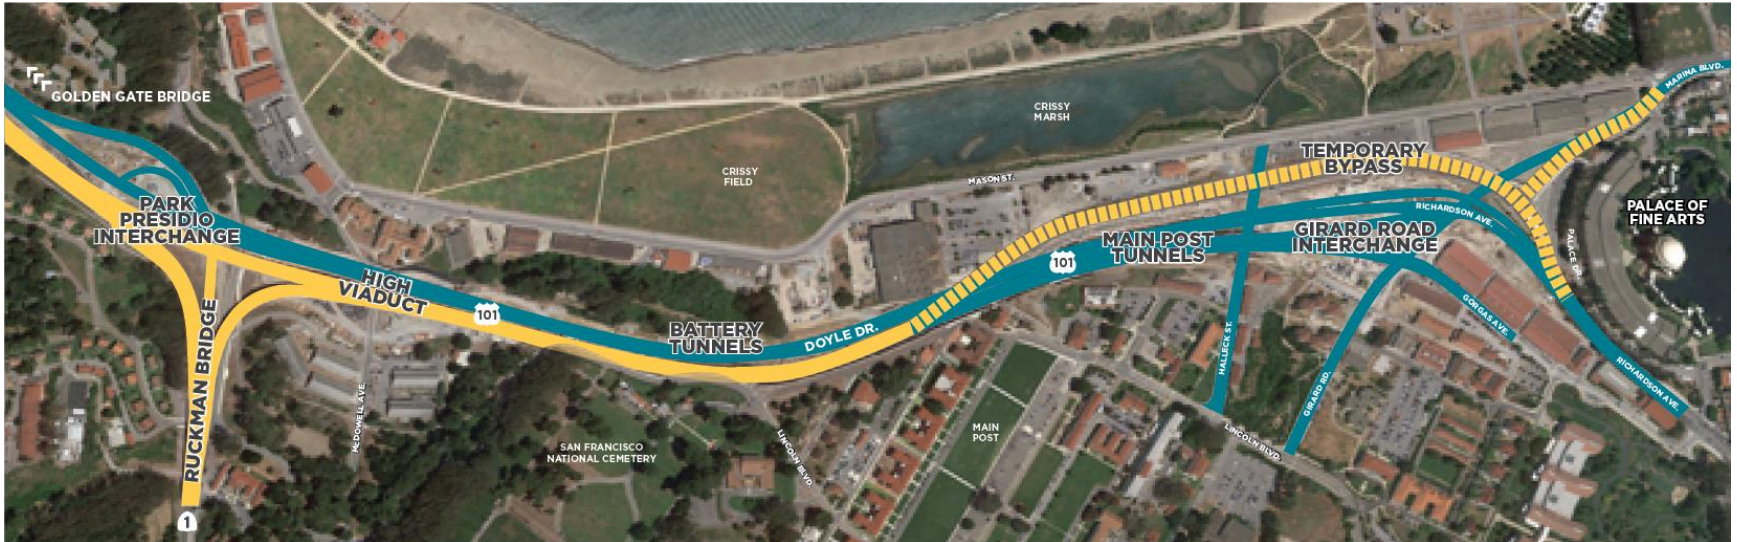 GOLDEN GATE BRIDGE
PARK
PRESIDIO
INTERCHANGE
RUCKMAN BRIDGE
1
HIGH
VIADUCT
101
MCDOWELL AVE.
CRISSY
FIELD
SAN FRANCISCO
NATIONAL CEMETERY
BATTERY
TUNNELS
DOYLE DR.
LINCOLN BLVD.
CRISSY
MARSH
MASON ST.
MAIN
POST
101
MAIN POST
TUNNELS
TEMPORARY
BYPASS
GIRARD ROAD
INTERCHANGE
RICHARDSON AVE.
HALLECK ST.
GIRARD RD.
LINCOLN BLVD.
GORGAS AVE.
PALACE DR.
MARINA BLVD.
PALACE OF
FINE ARTS
RICHARDSON AVE.